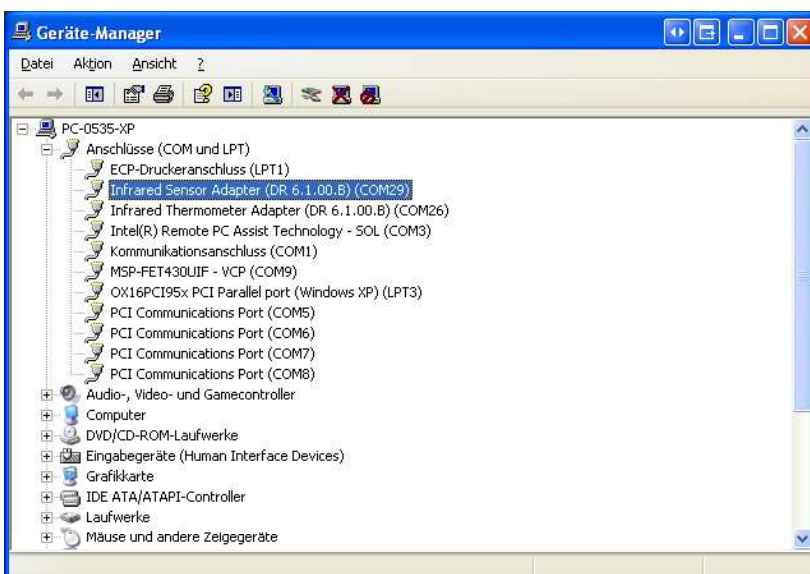 Geräte-Manager
Datei Aktion Ansicht ?
PC-0535-XP
Anschlüsse (COM und LPT)
ECP-Druckeranschluss (LPT1)
Infrared Sensor Adapter (DR 6.1.00.B) (COM29)
Infrared Thermometer Adapter (DR 6.1.00.B) (COM26)
Intel(R) Remote PC Assist Technology - SOL (COM3)
Kommunikationsanschluss (COM1)
MSP-FET430UIF - VCP (COM9)
OX16PCI95x PCI Parallel port (Windows XP) (LPT3)
PCI Communications Port (COM5)
PCI Communications Port (COM6)
PCI Communications Port (COM7)
PCI Communications Port (COM8)
Audio-, Video- und Gamecontroller
Computer
DVD/CD-ROM-Laufwerke
Eingabegeräte (Human Interface Devices)
Grafikkarte
IDE ATA/ATAPI-Controller
Laufwerke
Mäuse und andere Zeigegeräte